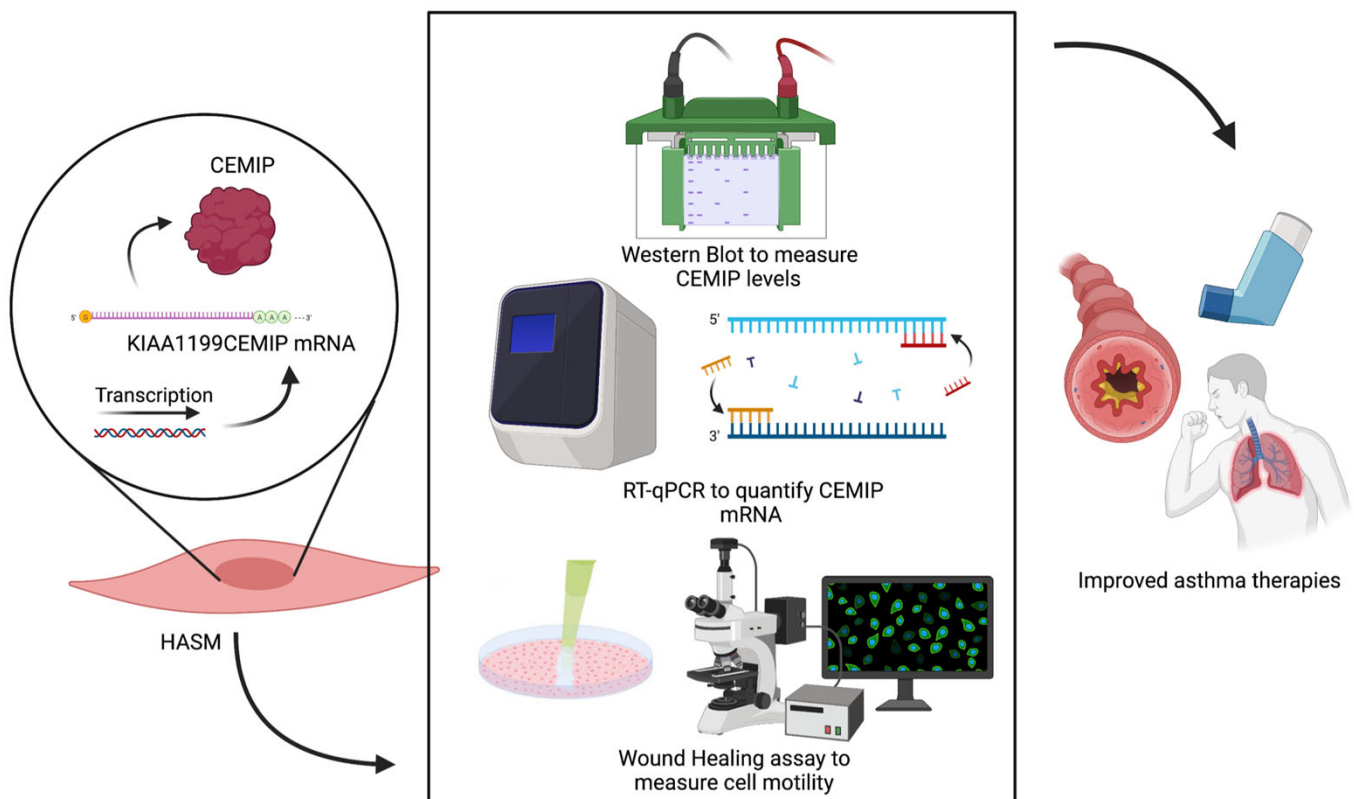 CEMIP
5'
G
A A A
---3'
KIAA1199CEMIP mRNA
Transcription
HASM
Western Blot to measure
CEMIP levels
5'
3'
RT-qPCR to quantify CEMIP
mRNA
Wound Healing assay to
measure cell motility
Improved asthma therapies